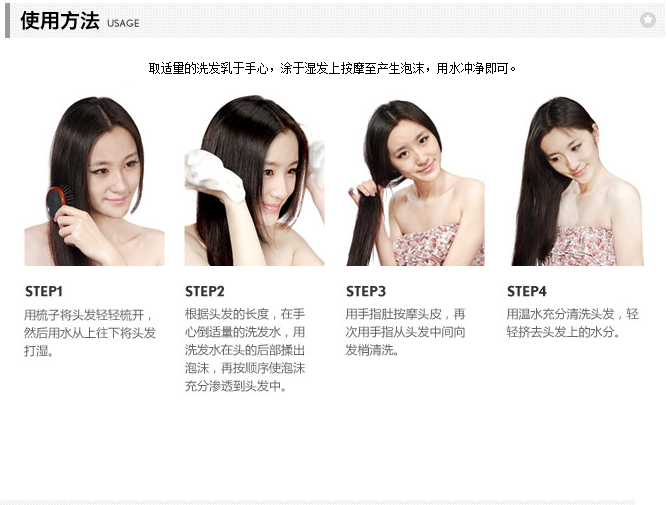 使用方法 USAGE
取适量的洗发乳于手心，涂于湿发上按摩至产生泡沫，用水冲净即可。
STEP1
用梳子将头发轻轻梳开，
然后用水从上往下将头发
打湿。
STEP2
根据头发的长度，在手
心倒适量的洗发水，用
洗发水在头的后部揉出
泡沫，再按顺序使泡沫
充分渗透到头发中。
STEP3
用手指肚按摩头皮，再
次用手指从头发中间向
发梢清洗。
STEP4
用温水充分清洗头发，轻
轻挤去头发上的水分。